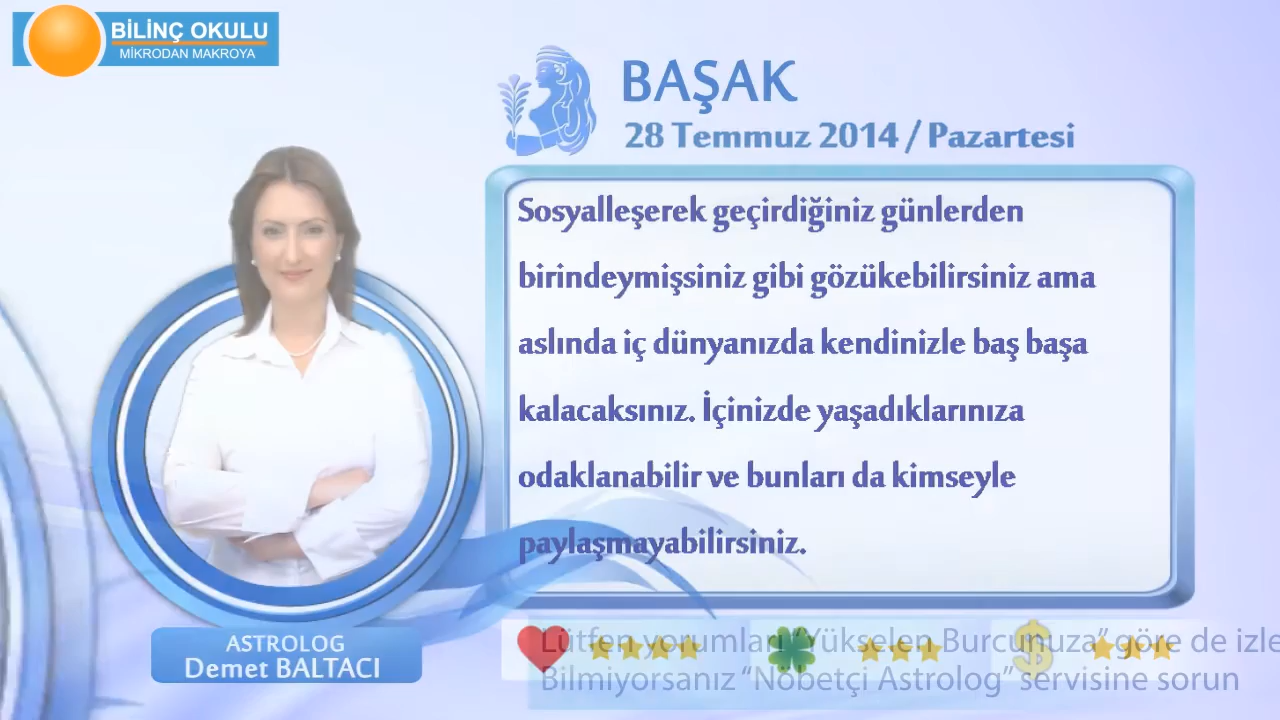 BİLİNÇ OKULU
MİKRODAN MAKROYA
BAŞAK
28 Temmuz 2014 / Pazartesi
Sosyalleşerek geçirdiğiniz günlerden
birindeymişsiniz gibi gözükebilirsiniz ama
aslında iç dünyanızda kendinizle baş başa
kalacaksınız. İçinizde yaşadıklarınıza
odaklanabilir ve bunları da kimseyle
paylaşmayabilirsiniz.
ASTROLOG
Demet BALTACI
Lütfen yorumları "Yükselen Burcunuza" göre de izle
Bilmiyorsanız "Nöbetçi Astrolog" servisine sorun